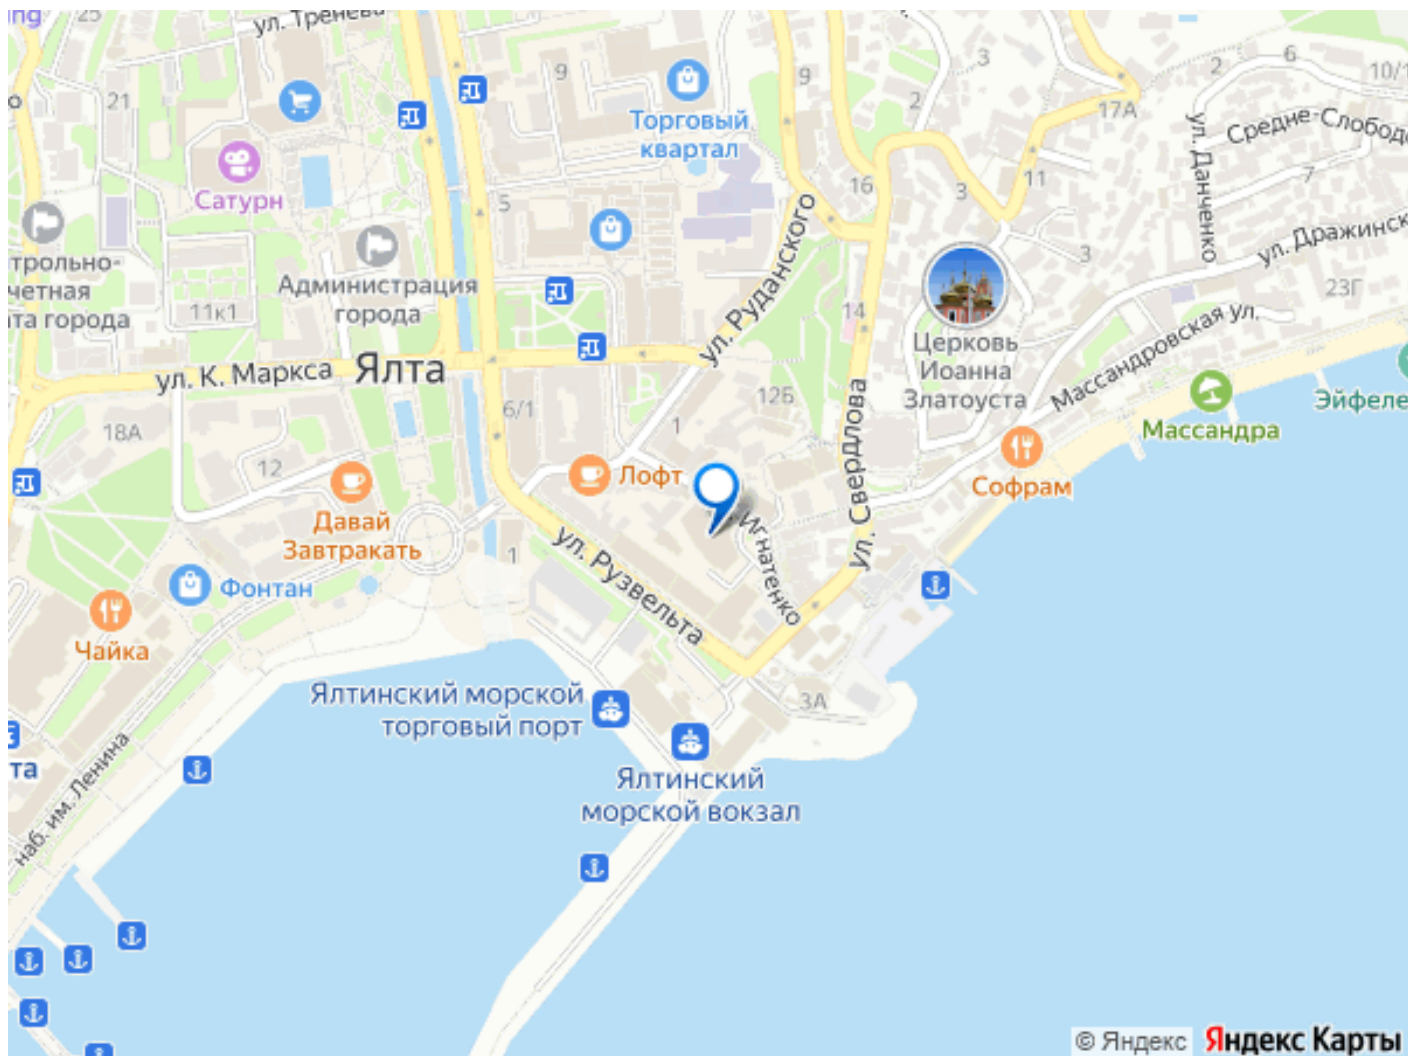 ing
25
ул. Тренева
9
9
3
2
6
10/1
21
2
17А
Торговый
квартал
ул. Данченко
Средне-Слободс
Сатурн
5
16
3
11
7
ул. Руданского
3
ул. Дражинск
трольно-
четная
та города
11к1
Администрация
города
14
23Г
Церковь
Иоанна
Златоуста
Массандровская ул.
ул. К. Маркса
Ялта
6/1
12Б
1
18А
12
Эйфеле
Массандра
Лофт
ул. Свердлова
Софрам
Давай
Завтракать
1
ул. Рузвельта
Игнатенко
Фонтан
Чайка
Ялтинский морской
торговый порт
3А
та
наб. им. Ленина
Ялтинский
морской вокзал
© Яндекс Яндекс Карты